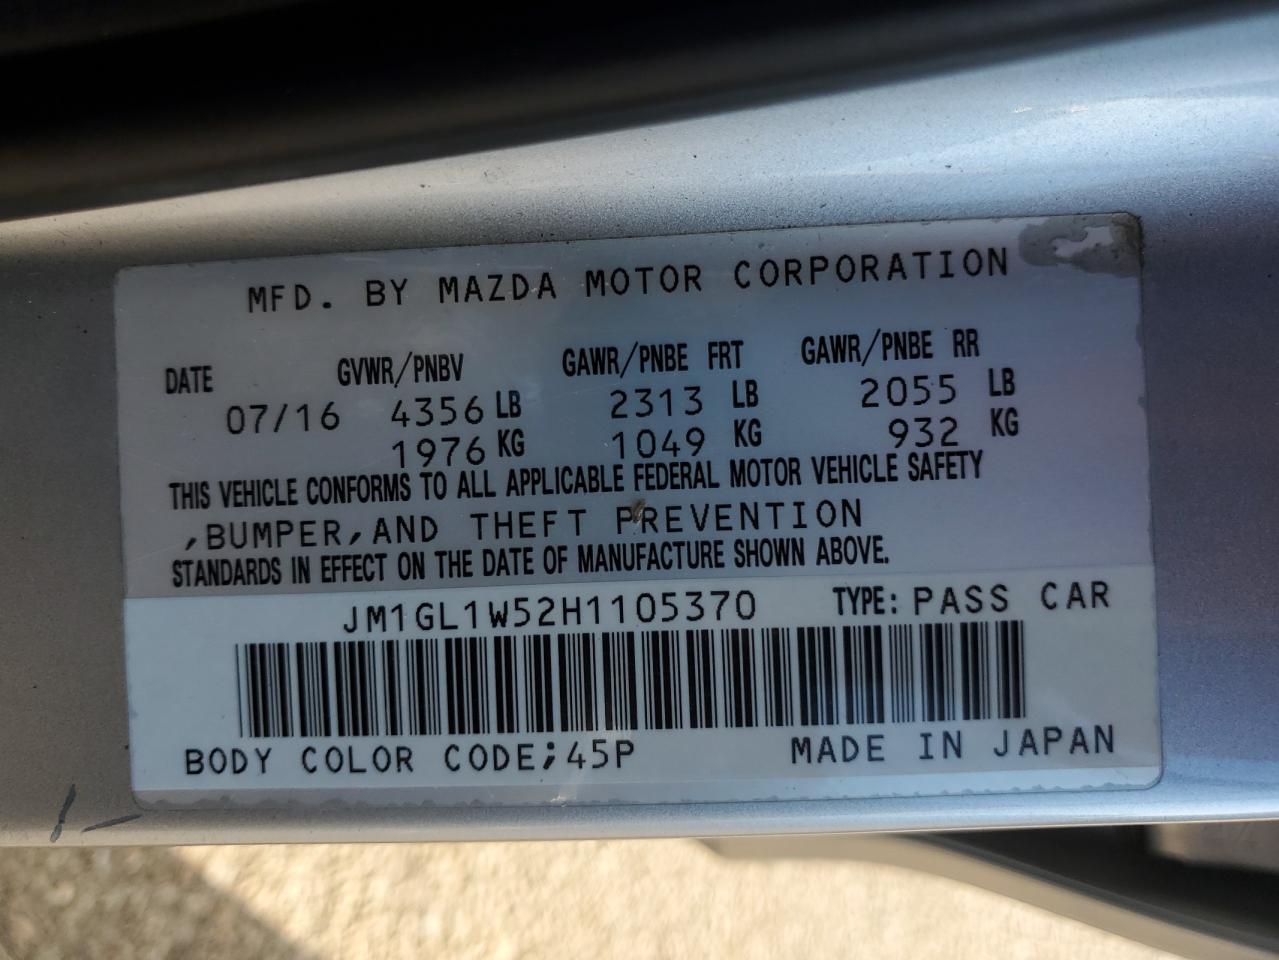 MFD. BY MAZDA MOTOR CORPORATION
DATE GVWR/PNBV GAWR/PNBE FRT GAWR/PNBE RR
07/16 4356 LB 2313 LB 2055 LB
1976 KG 1049 KG 932 KG
THIS VEHICLE CONFORMS TO ALL APPLICABLE FEDERAL MOTOR VEHICLE SAFETY
,BUMPER,AND THEFT PREVENTION
STANDARDS IN EFFECT ON THE DATE OF MANUFACTURE SHOWN ABOVE.
JM1GL1W52H1105370 TYPE: PASS CAR
BODY COLOR CODE;45P MADE IN JAPAN